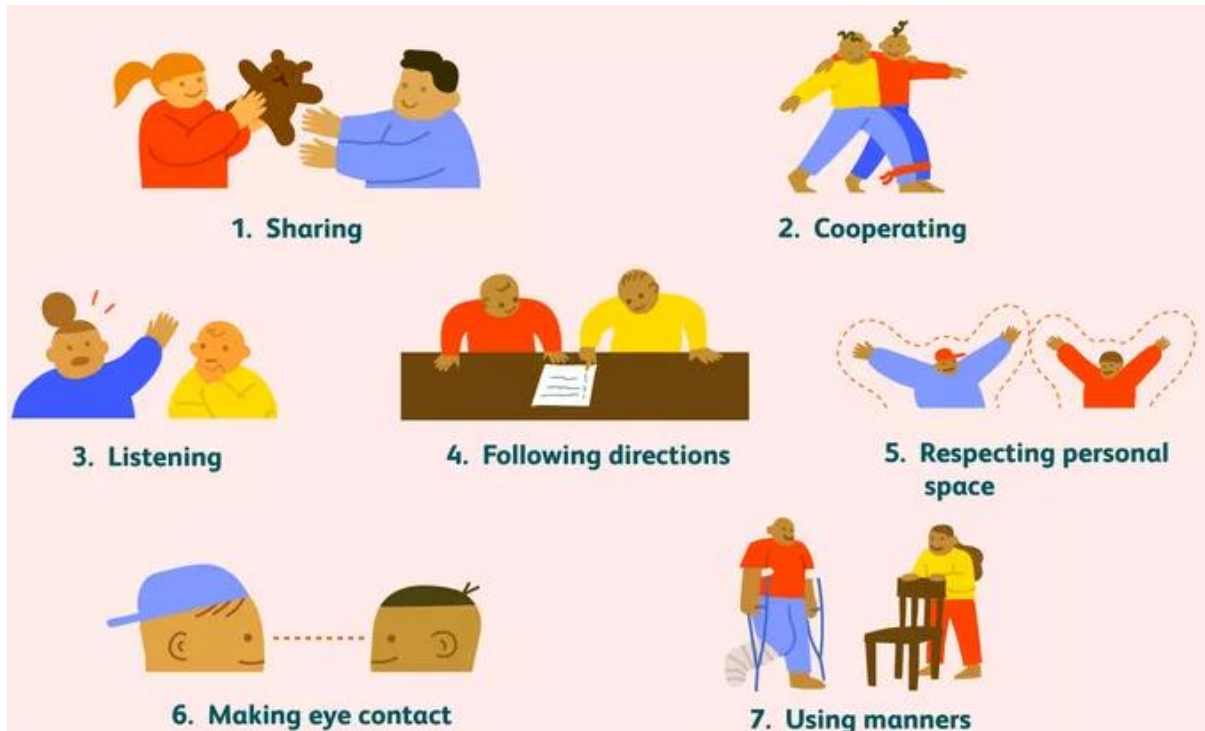 1. Sharing
2. Cooperating
3. Listening
4. Following directions
5. Respecting personal
space
6. Making eye contact
7. Using manners